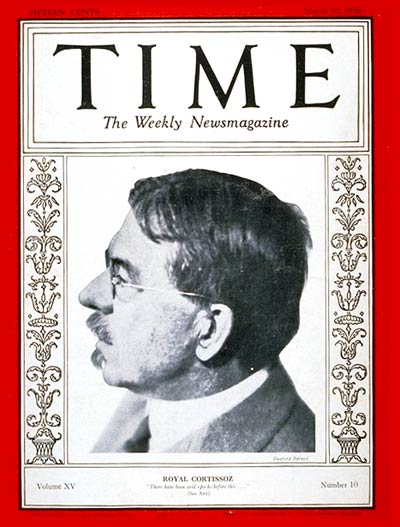 FIFTEEN CENTS
March 10, 1930
TIME
The Weekly Newsmagazine
ROYAL CORTISSOZ
"There have been arid epochs before this . . . ."
(See ART)
Volume XV
Number 10